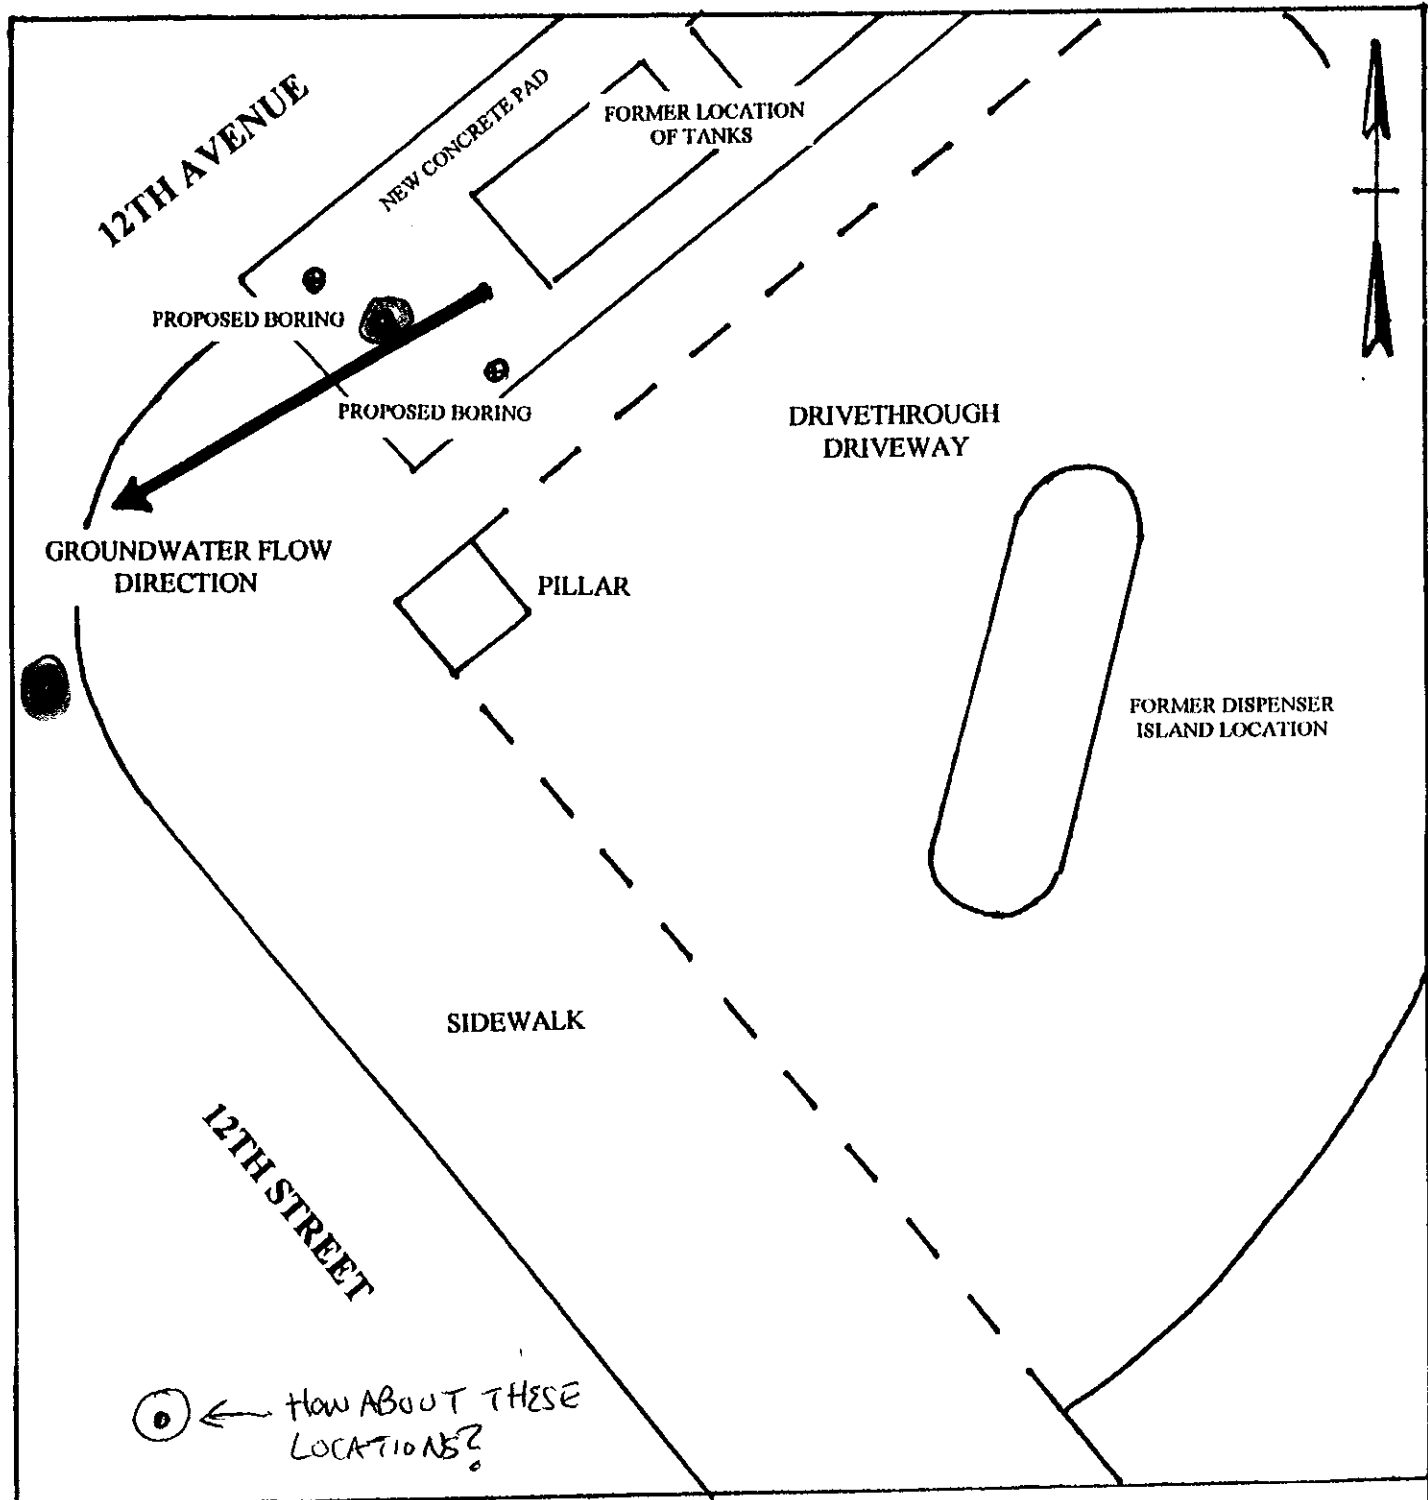 12TH AVENUE
NEW CONCRETE PAD
FORMER LOCATION
OF TANKS
PROPOSED BORING
PROPOSED BORING
DRIVETHROUGH
DRIVEWAY
GROUNDWATER FLOW
DIRECTION
PILLAR
FORMER DISPENSER
ISLAND LOCATION
SIDEWALK
12TH STREET
HOW ABOUT THESE
LOCATIONS?